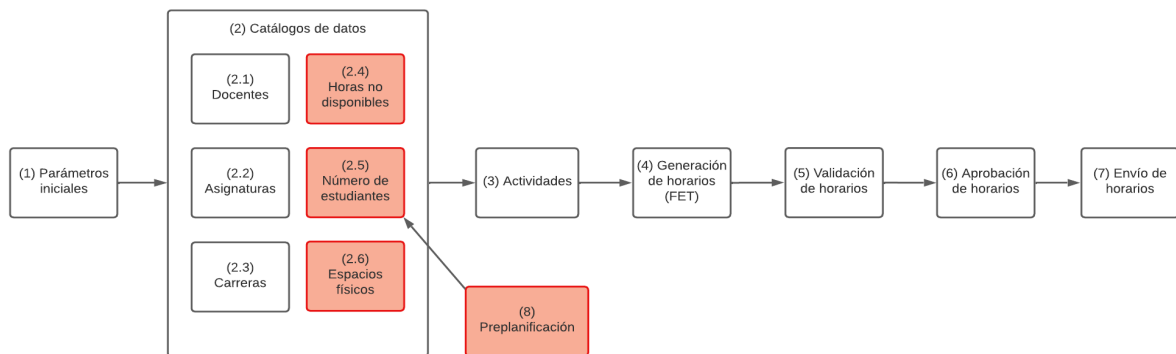 (1) Parámetros
iniciales
(2) Catálogos de datos
(2.1)
Docentes
(2.4)
Horas no
disponibles
(2.2)
Asignaturas
(2.5)
Número de
estudiantes
(2.3)
Carreras
(2.6)
Espacios
físicos
(3) Actividades
(4) Generación
de horarios
(FET)
(5) Validación
de horarios
(6) Aprobación
de horarios
(7) Envío de
horarios
(8)
Preplanificación